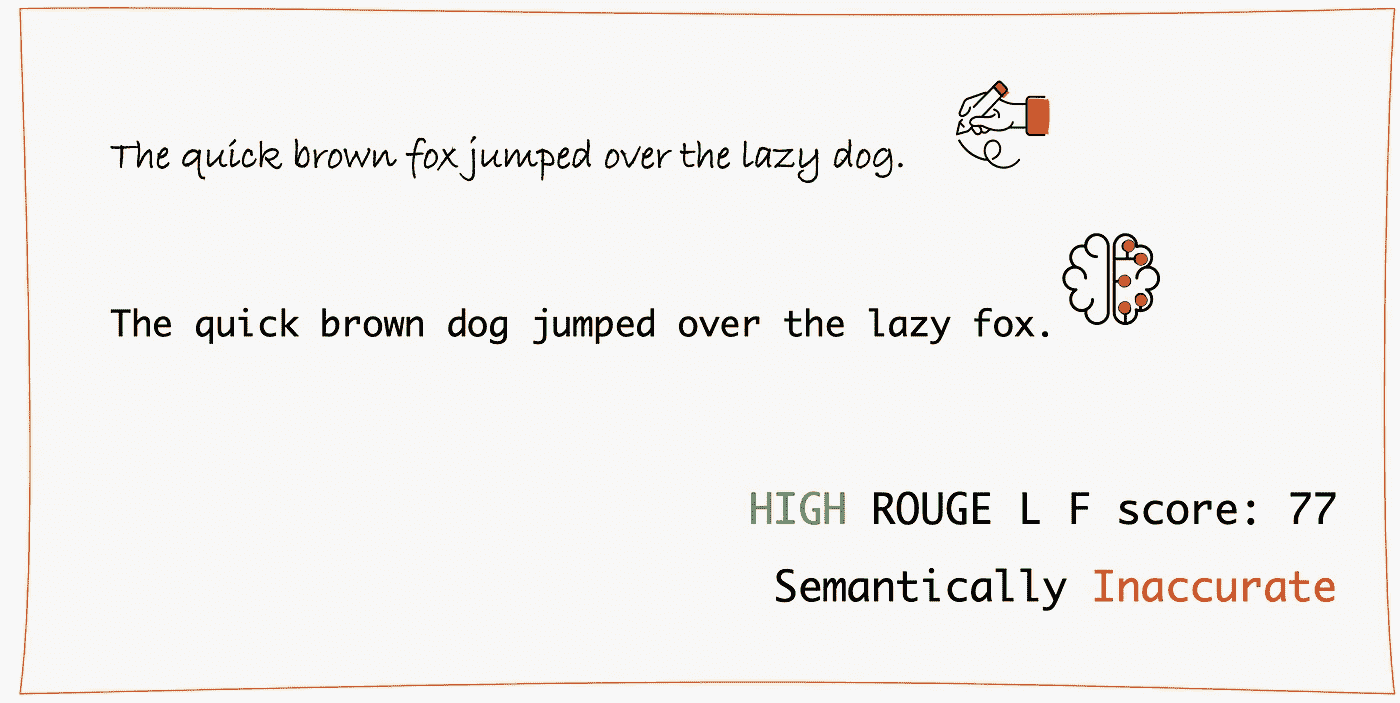 The quick brown fox jumped over the lazy dog.
The quick brown dog jumped over the lazy fox.
HIGH ROUGE L F score: 77
Semantically Inaccurate